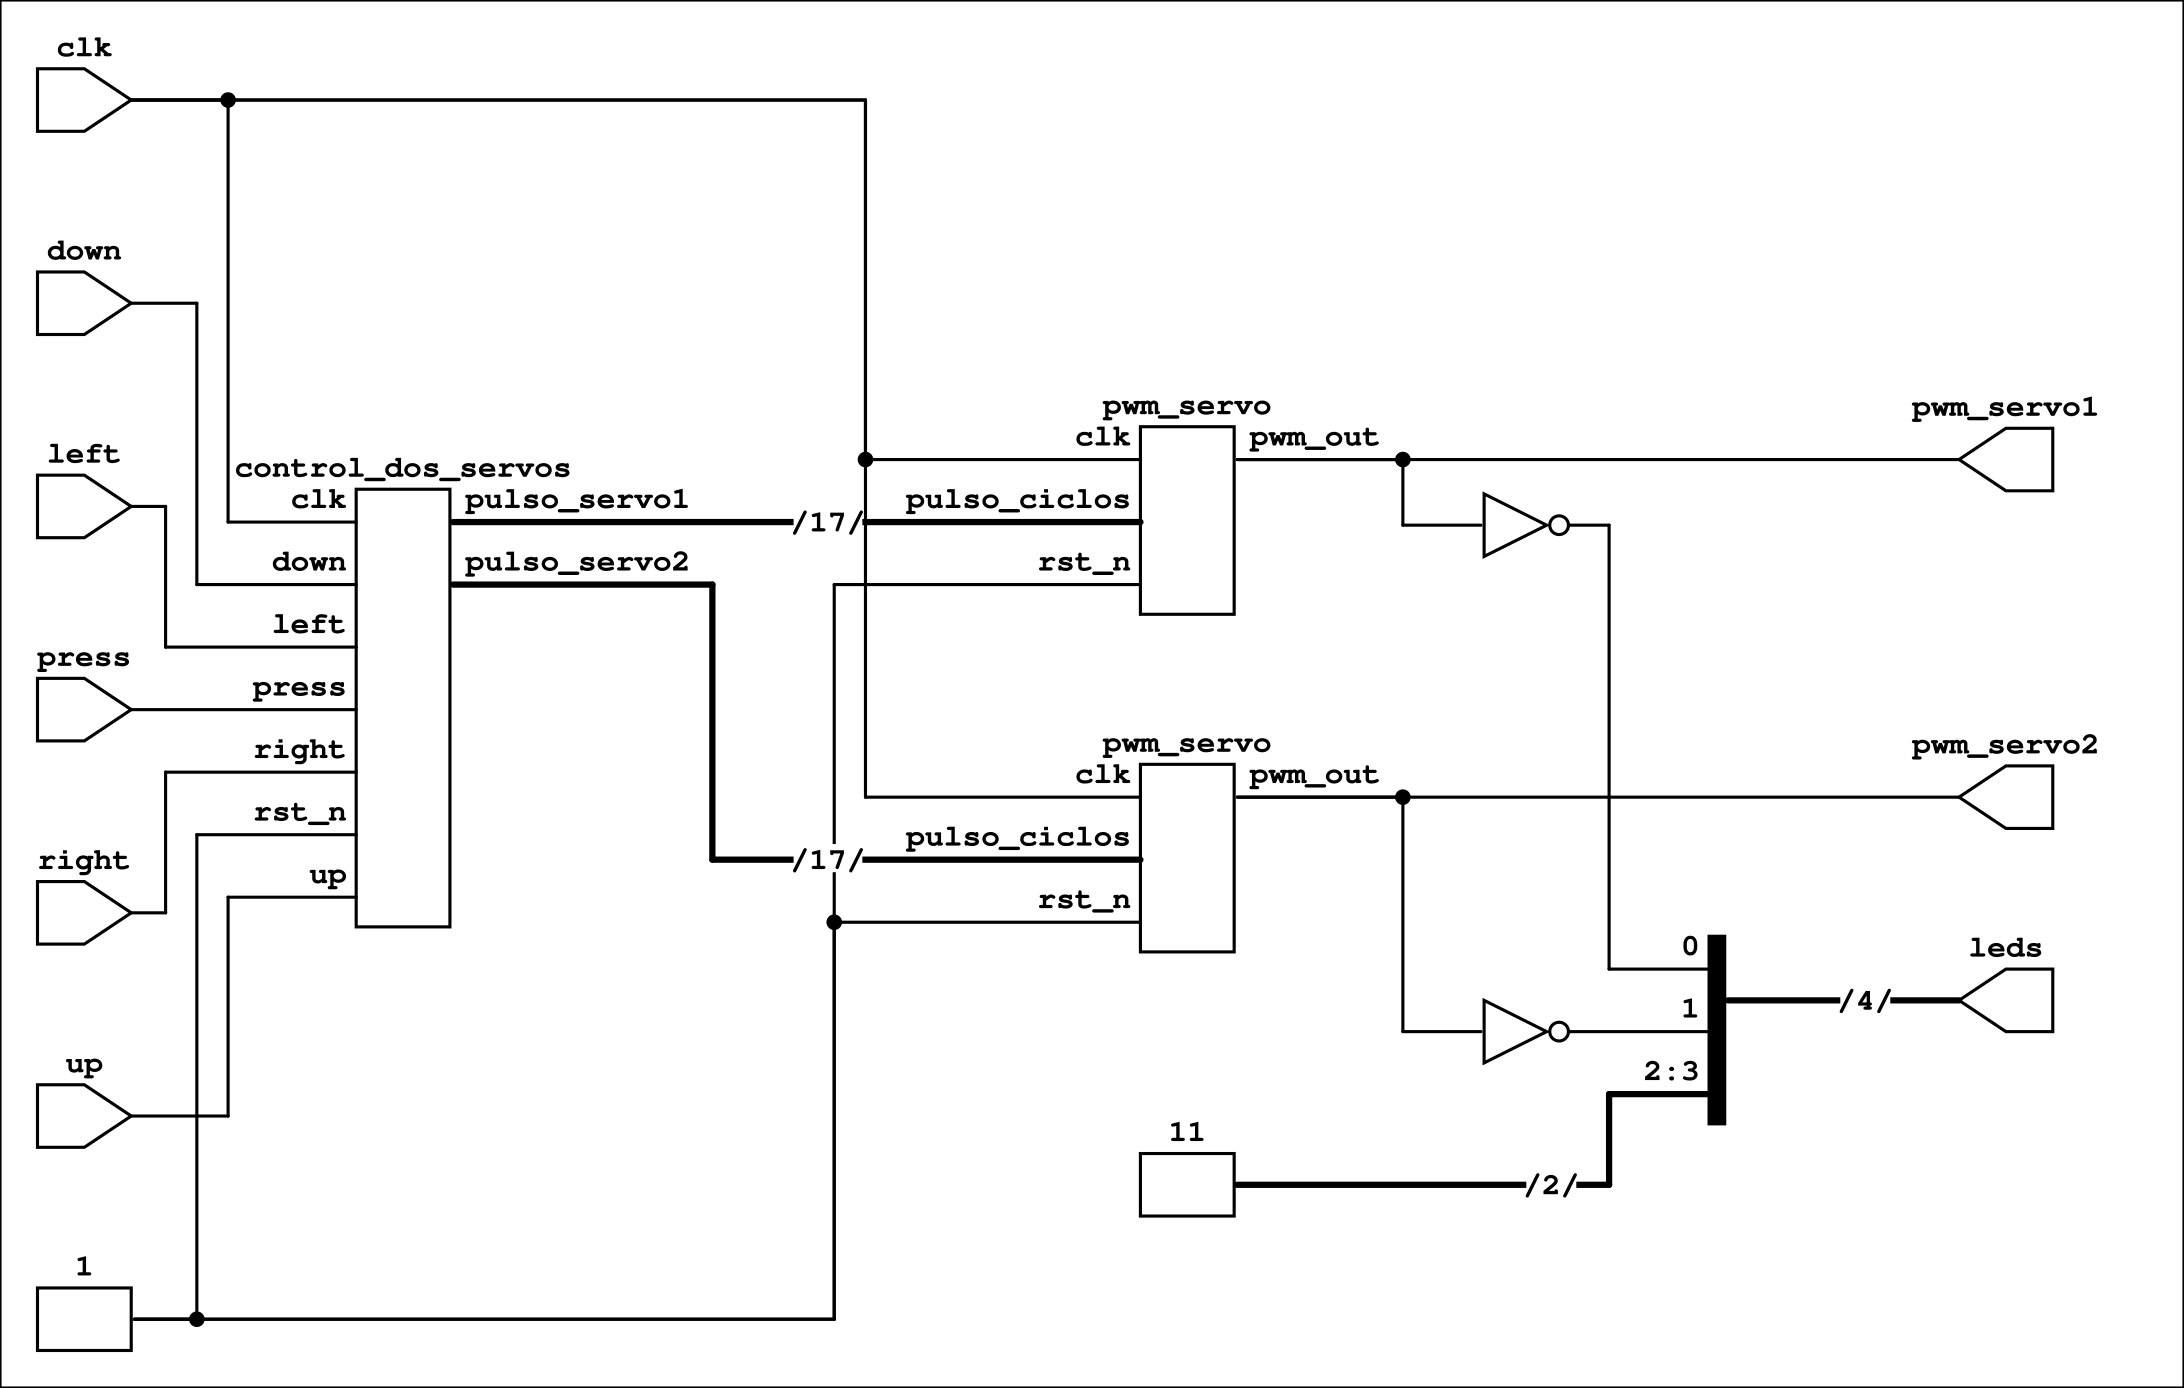 clk
down
left
press
right
up
1
control_dos_servos
clk
down
left
press
right
rst_n
up
pulso_servo1
pulso_servo2
/17/
/17/
pwm_servo
clk
pulso_ciclos
rst_n
pwm_out
pwm_servo
clk
pulso_ciclos
rst_n
pwm_out
11
/2/
0
1
2:3
/4/
pwm_servo1
pwm_servo2
leds